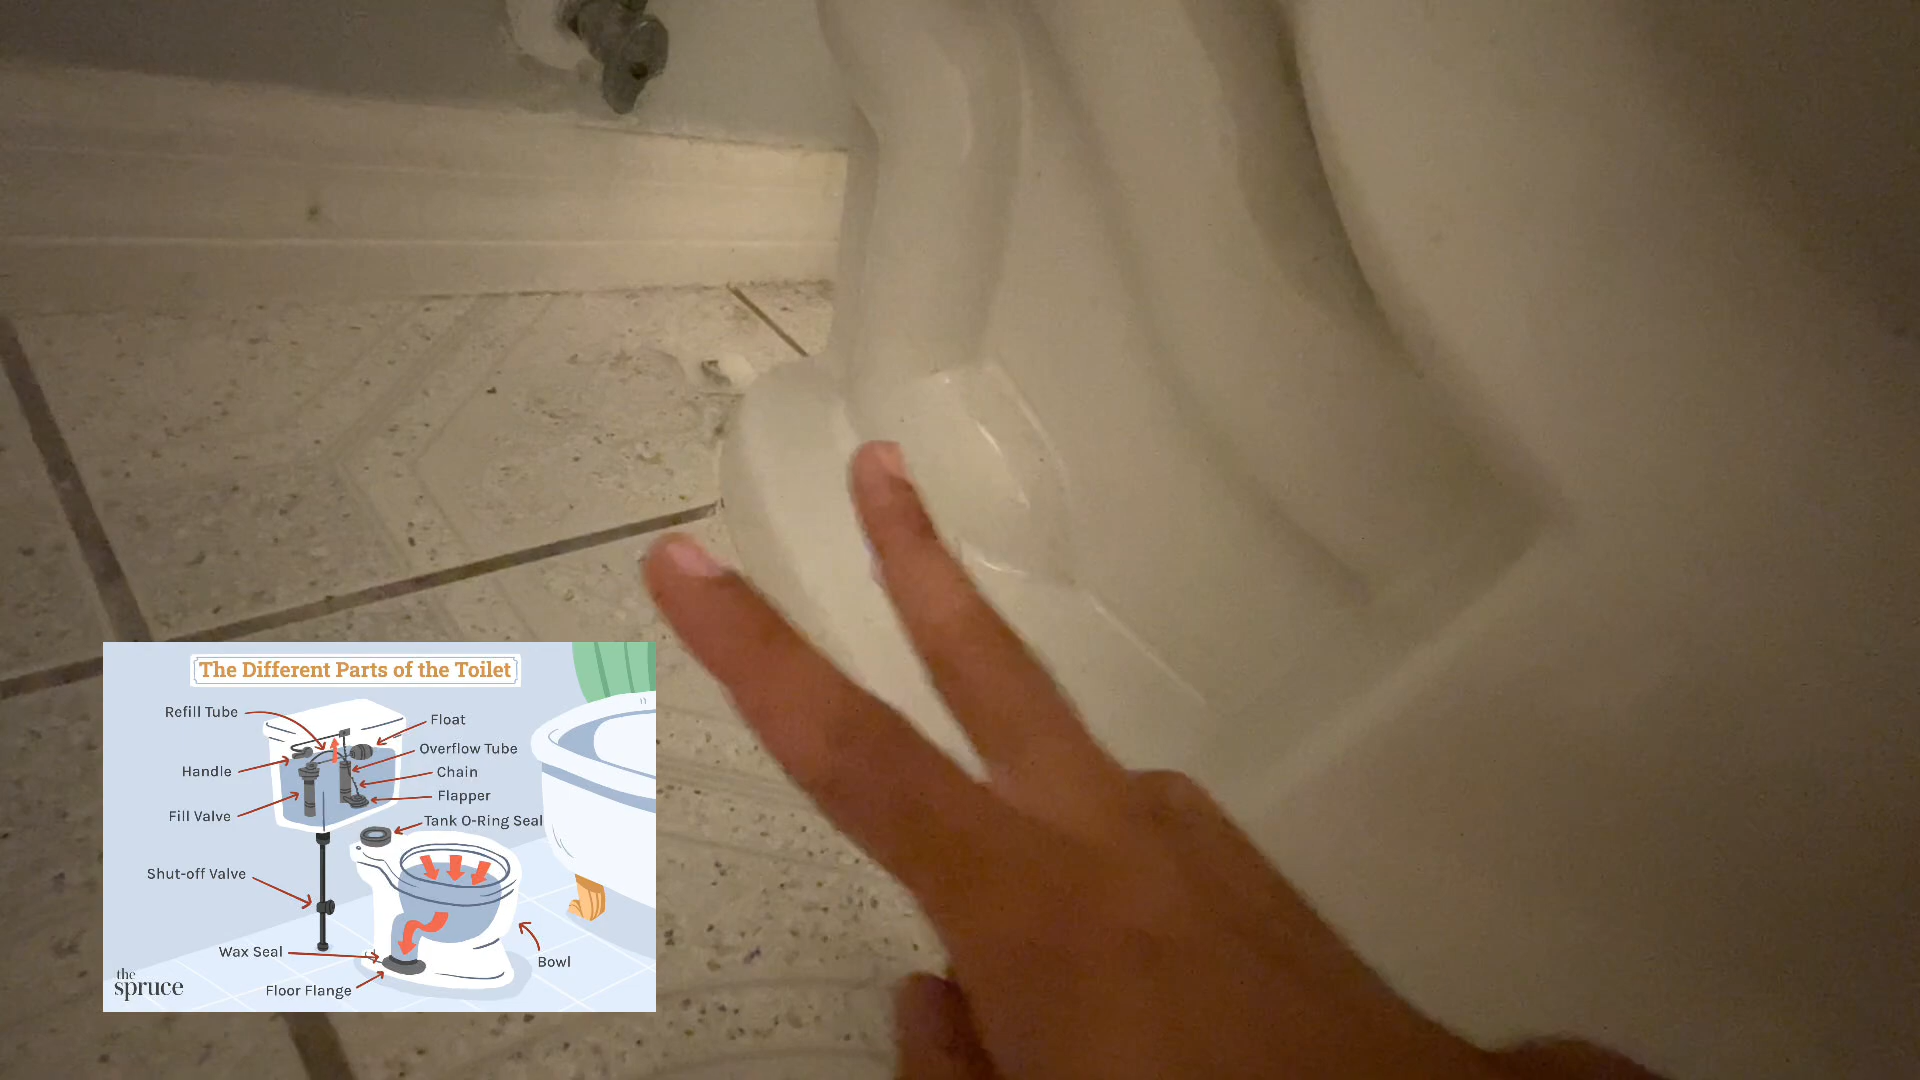 The Different Parts of the Toilet
Refill Tube
Float
Overflow Tube
Handle
Chain
Flapper
Fill Valve
Tank O-Ring Seal
Shut-off Valve
Wax Seal
Bowl
the
spruce
Floor Flange